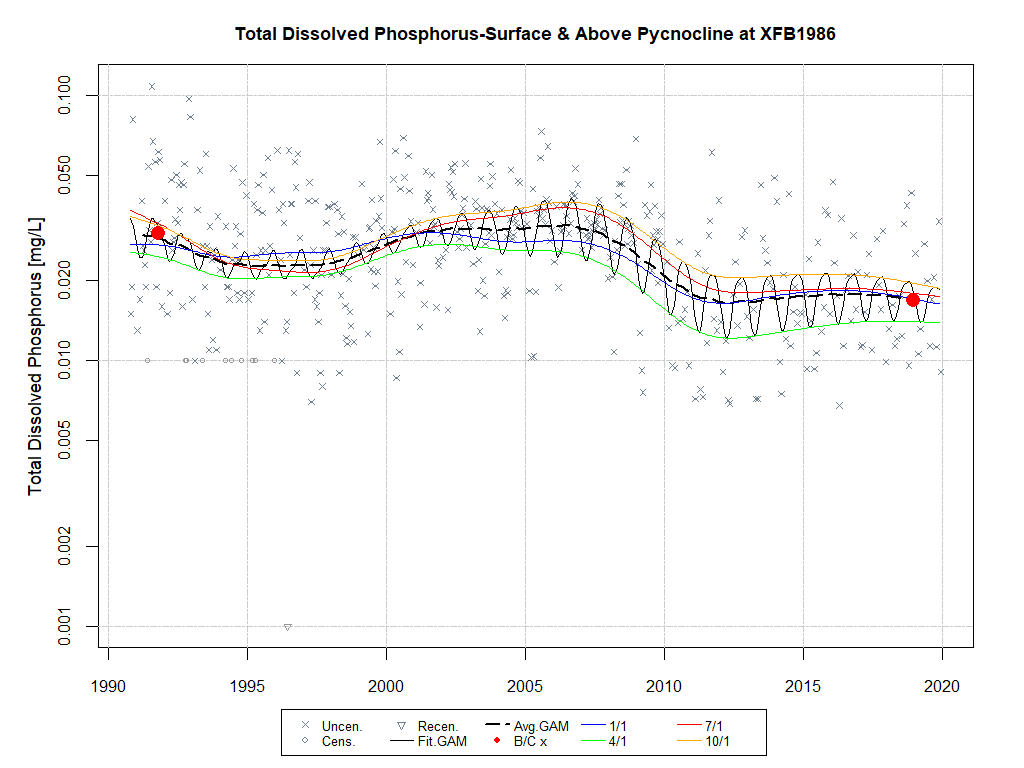 Total Dissolved Phosphorus-Surface & Above Pycnocline at XFB1986
Total Dissolved Phosphorus [mg/L]
0.100
0.050
0.020
0.010
0.005
0.002
0.001
1990 1995 2000 2005 2010 2015 2020
Uncen. Recen. Avg.GAM 1/1 7/1
Cens. Fit.GAM B/C x 4/1 10/1